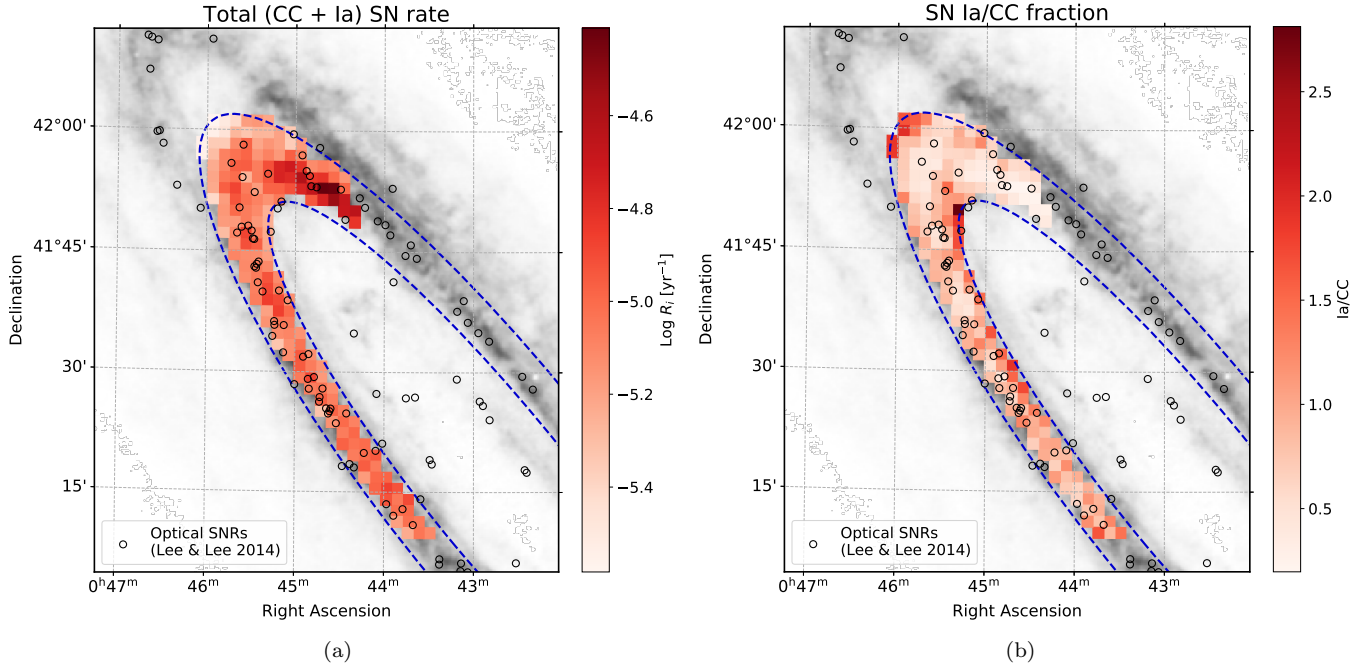 Total (CC + Ia) SN rate
42°00'
41°45'
30'
15'
Declination
0ʰ47ᵐ
46ᵐ
45ᵐ
44ᵐ
43ᵐ
Right Ascension
Optical SNRs
(Lee & Lee 2014)
−4.6
−4.8
−5.0
−5.2
−5.4
Log Rᵢ [yr⁻¹]
(a)
SN Ia/CC fraction
42°00'
41°45'
30'
15'
Declination
0ʰ47ᵐ
46ᵐ
45ᵐ
44ᵐ
43ᵐ
Right Ascension
Optical SNRs
(Lee & Lee 2014)
2.5
2.0
1.5
1.0
0.5
Ia/CC
(b)